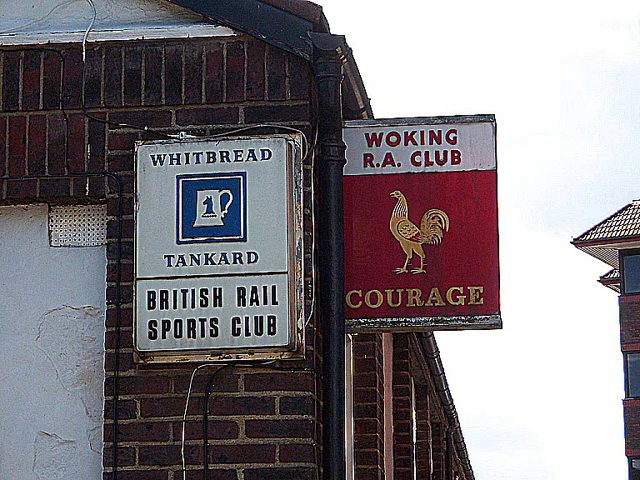 WHITBREAD
TANKARD
BRITISH RAIL
SPORTS CLUB
WOKING
R.A. CLUB
COURAGE